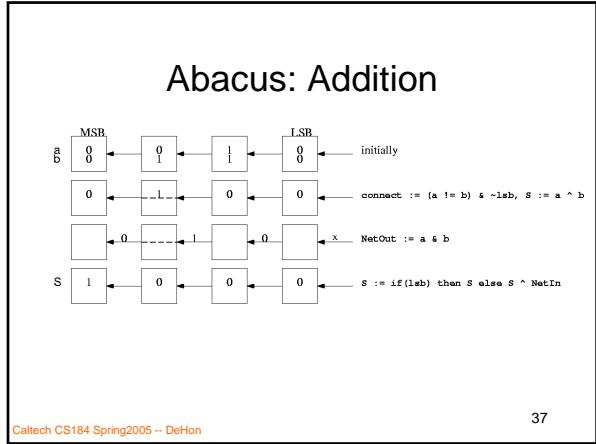 Abacus: Addition
MSB LSB
a 0 0 1 0 initially
b 0 1 1 0
0 1 0 0 connect := (a != b) & ~lsb, S := a ^ b
0 1 0 x NetOut := a & b
S 1 0 0 0 S := if(lsb) then S else S ^ NetIn
37
Caltech CS184 Spring2005 -- DeHon